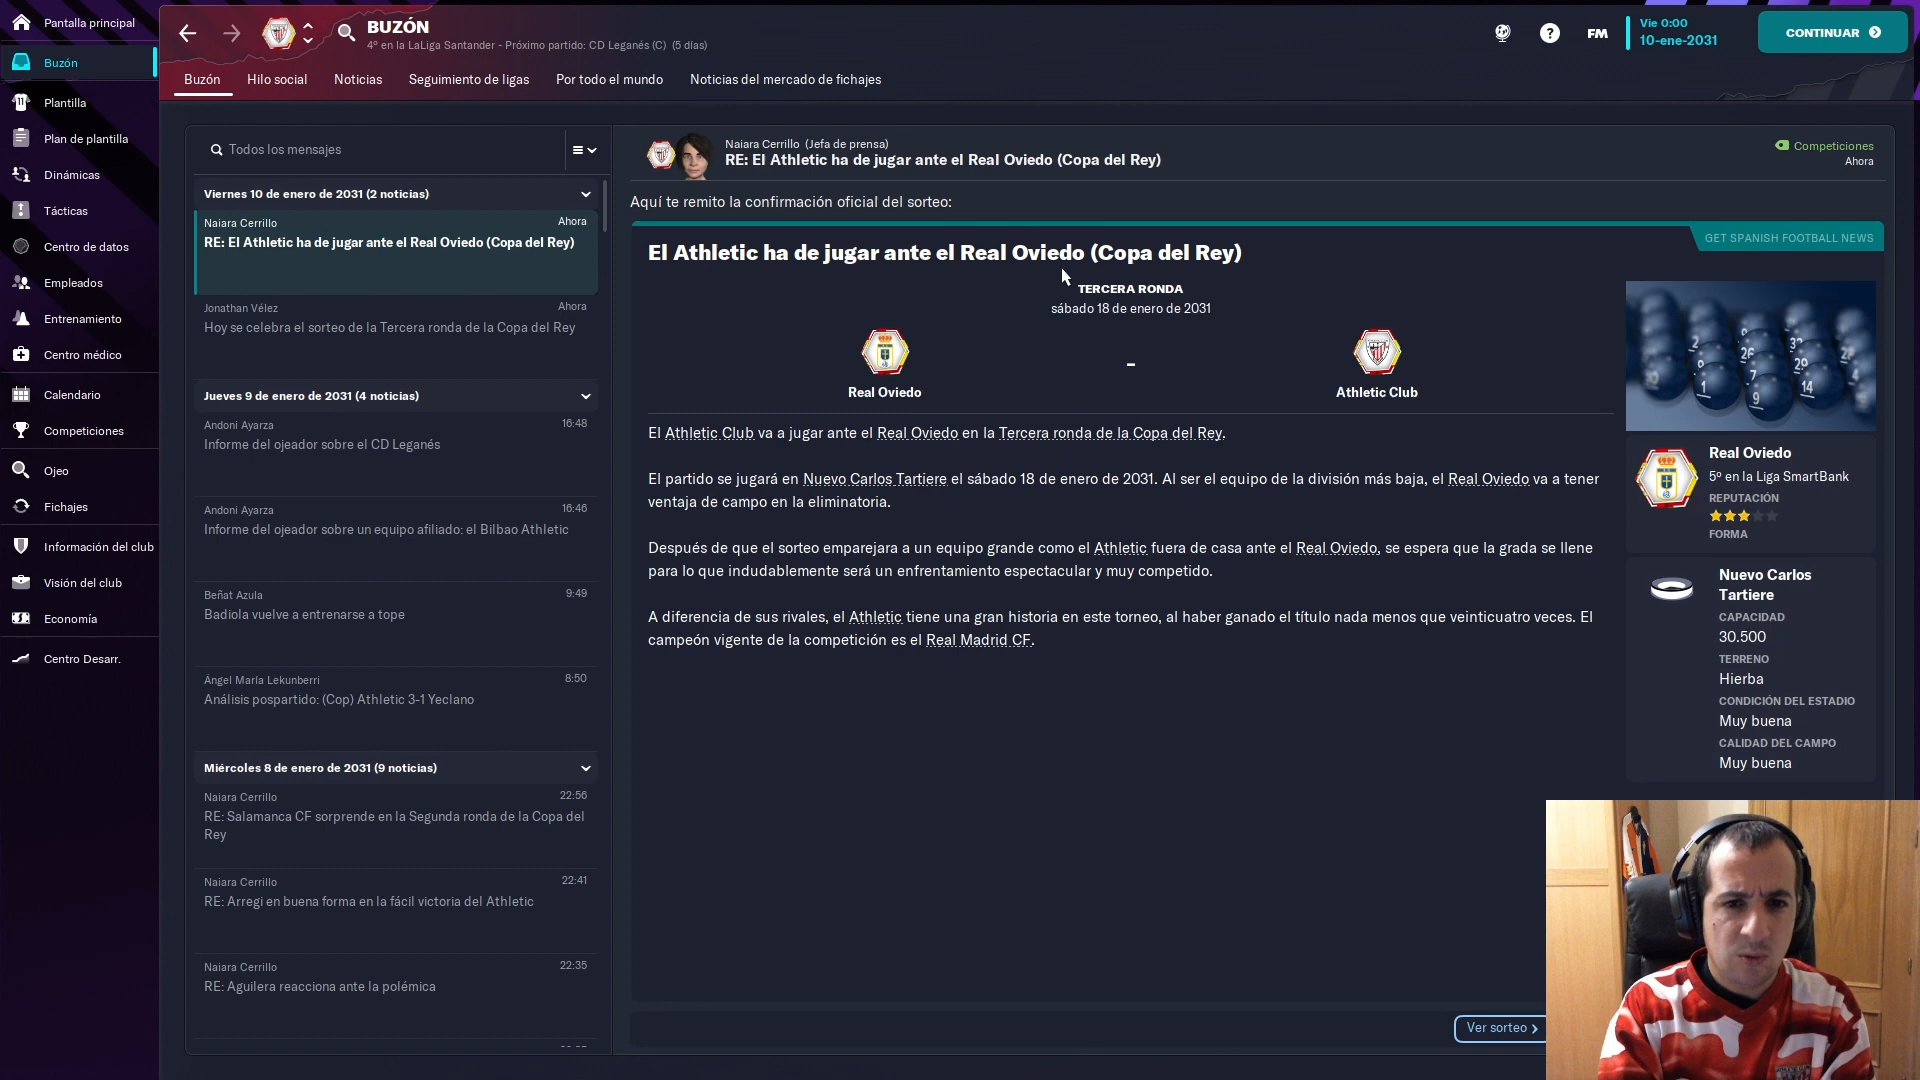 Pantalla principal
Buzón
Plantilla
Plan de plantilla
Dinámicas
Tácticas
Centro de datos
Empleados
Entrenamiento
Centro médico
Calendario
Competiciones
Ojeo
Fichajes
Información del club
Visión del club
Economía
Centro Desarr.
BUZÓN
4º en la LaLiga Santander - Próximo partido: CD Leganés (C) (5 días)
FM
Vie 0:00
10-ene-2031
CONTINUAR
Buzón
Hilo social
Noticias
Seguimiento de ligas
Por todo el mundo
Noticias del mercado de fichajes
Todos los mensajes
Viernes 10 de enero de 2031 (2 noticias)
Naiara Cerrillo
Ahora
RE: El Athletic ha de jugar ante el Real Oviedo (Copa del Rey)
Jonathan Vélez
Ahora
Hoy se celebra el sorteo de la Tercera ronda de la Copa del Rey
Jueves 9 de enero de 2031 (4 noticias)
Andoni Ayarza
16:48
Informe del ojeador sobre el CD Leganés
Andoni Ayarza
16:46
Informe del ojeador sobre un equipo afiliado: el Bilbao Athletic
Beñat Azula
9:49
Badiola vuelve a entrenarse a tope
Ángel María Lekunberri
8:50
Análisis pospartido: (Cop) Athletic 3-1 Yeclano
Miércoles 8 de enero de 2031 (9 noticias)
Naiara Cerrillo
22:56
RE: Salamanca CF sorprende en la Segunda ronda de la Copa del
Rey
Naiara Cerrillo
22:41
RE: Arregi en buena forma en la fácil victoria del Athletic
Naiara Cerrillo
22:35
RE: Aguilera reacciona ante la polémica
Naiara Cerrillo (Jefa de prensa)
RE: El Athletic ha de jugar ante el Real Oviedo (Copa del Rey)
Competiciones
Ahora
Aquí te remito la confirmación oficial del sorteo:
GET SPANISH FOOTBALL NEWS
El Athletic ha de jugar ante el Real Oviedo (Copa del Rey)
TERCERA RONDA
sábado 18 de enero de 2031
Real Oviedo
-
Athletic Club
El Athletic Club va a jugar ante el Real Oviedo en la Tercera ronda de la Copa del Rey.
El partido se jugará en Nuevo Carlos Tartiere el sábado 18 de enero de 2031. Al ser el equipo de la división más baja, el Real Oviedo va a tener
ventaja de campo en la eliminatoria.
Después de que el sorteo emparejara a un equipo grande como el Athletic fuera de casa ante el Real Oviedo, se espera que la grada se llene
para lo que indudablemente será un enfrentamiento espectacular y muy competido.
A diferencia de sus rivales, el Athletic tiene una gran historia en este torneo, al haber ganado el título nada menos que veinticuatro veces. El
campeón vigente de la competición es el Real Madrid CF.
Real Oviedo
5º en la Liga SmartBank
REPUTACIÓN
FORMA
Nuevo Carlos
Tartiere
CAPACIDAD
30.500
TERRENO
Hierba
CONDICIÓN DEL ESTADIO
Muy buena
CALIDAD DEL CAMPO
Muy buena
Ver sorteo